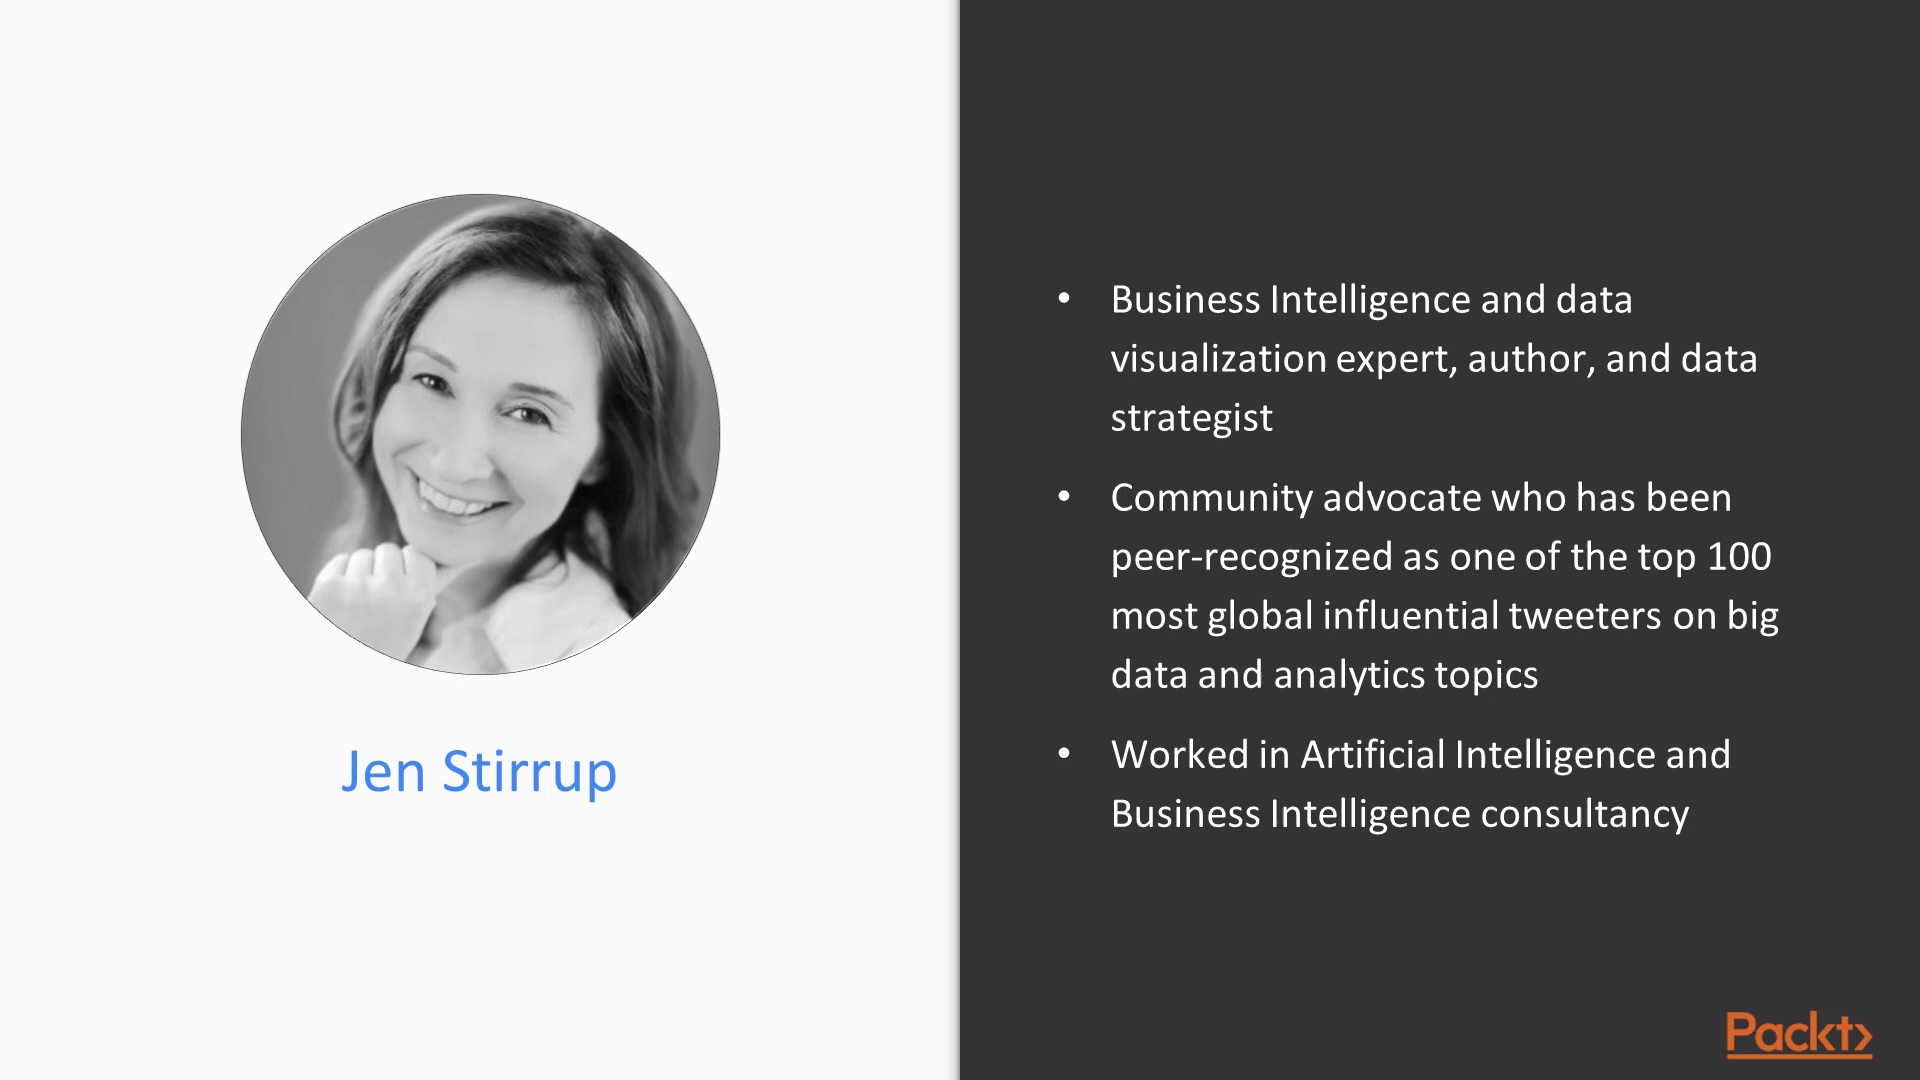 Jen Stirrup
• Business Intelligence and data
visualization expert, author, and data
strategist
• Community advocate who has been
peer-recognized as one of the top 100
most global influential tweeters on big
data and analytics topics
• Worked in Artificial Intelligence and
Business Intelligence consultancy
Packt>